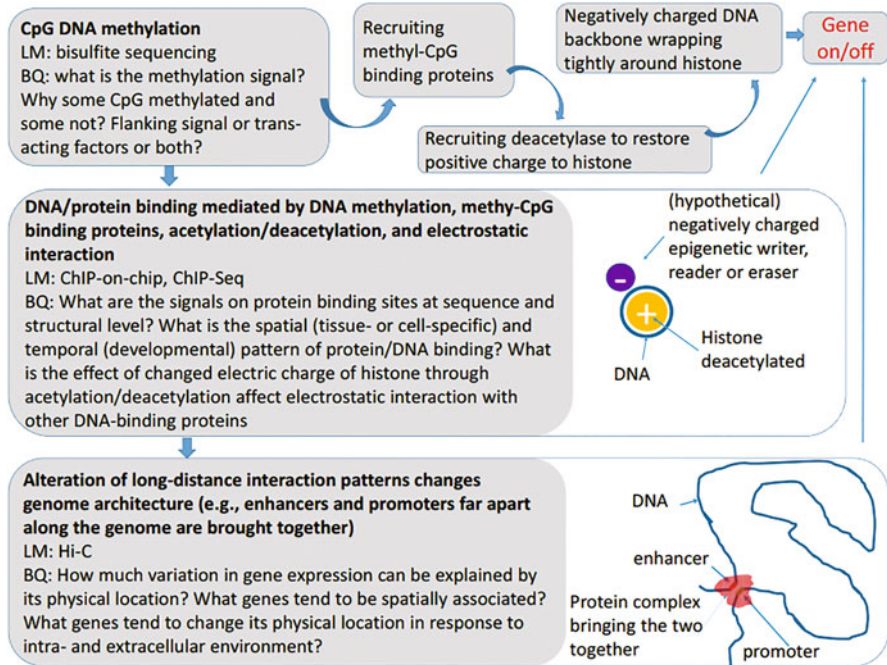 CpG DNA methylation
LM: bisulfite sequencing
BQ: what is the methylation signal?
Why some CpG methylated and
some not? Flanking signal or trans-
acting factors or both?
Recruiting
methyl-CpG
binding proteins
Recruiting deacetylase to restore
positive charge to histone
Negatively charged DNA
backbone wrapping
tightly around histone
Gene
on/off
DNA/protein binding mediated by DNA methylation, methy-CpG
binding proteins, acetylation/deacetylation, and electrostatic
interaction
LM: ChIP-on-chip, ChIP-Seq
BQ: What are the signals on protein binding sites at sequence and
structural level? What is the spatial (tissue- or cell-specific) and
temporal (developmental) pattern of protein/DNA binding? What
is the effect of changed electric charge of histone through
acetylation/deacetylation affect electrostatic interaction with
other DNA-binding proteins
(hypothetical)
negatively charged
epigenetic writer,
reader or eraser
-
+
Histone
deacetylated
DNA
Alteration of long-distance interaction patterns changes
genome architecture (e.g., enhancers and promoters far apart
along the genome are brought together)
LM: Hi-C
BQ: How much variation in gene expression can be explained by
its physical location? What genes tend to be spatially associated?
What genes tend to change its physical location in response to
intra- and extracellular environment?
DNA
enhancer
Protein complex
bringing the two
together
promoter